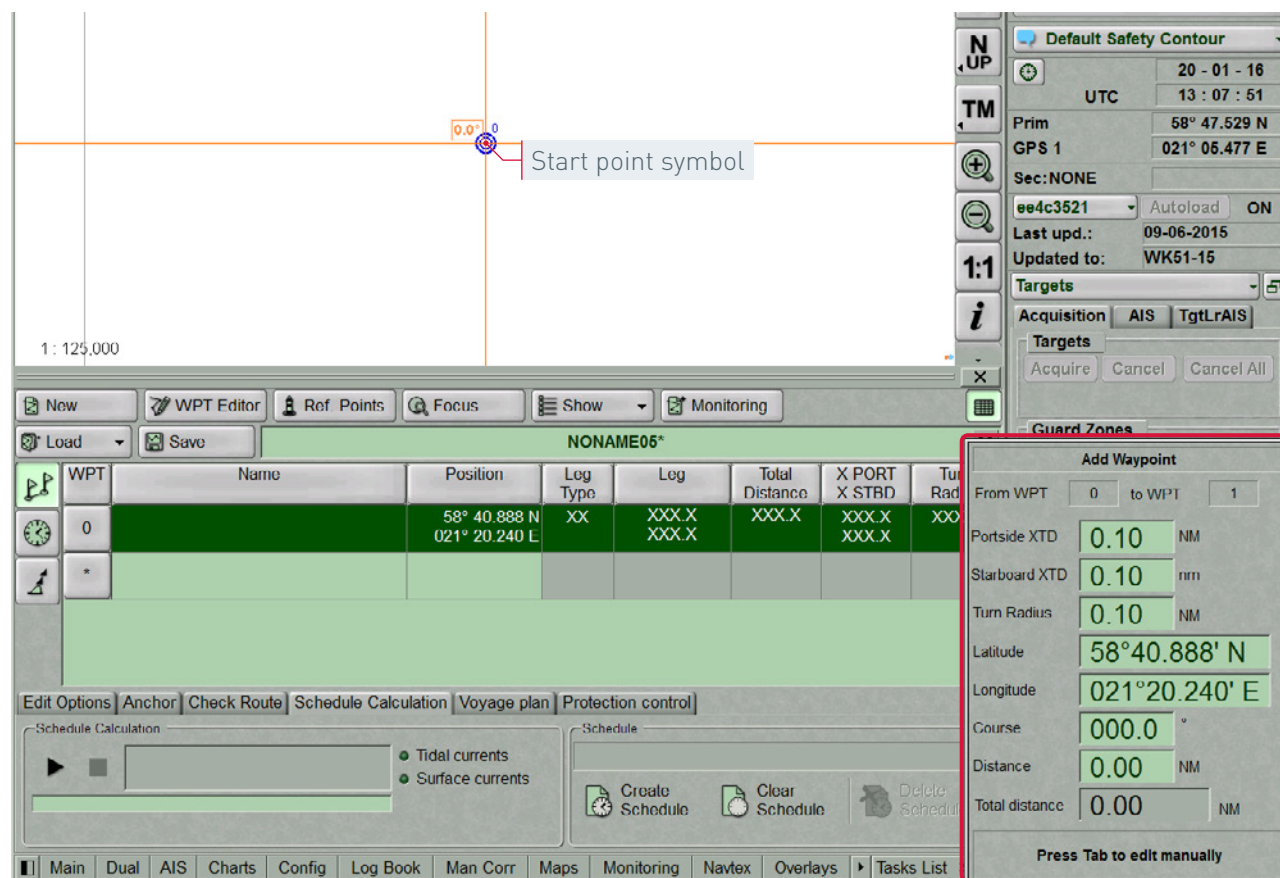 N
UP
TM
1:1
i
0.0°
0
Start point symbol
1 : 125,000
Default Safety Contour
20 - 01 - 16
UTC
13 : 07 : 51
Prim
58° 47.529 N
GPS 1
021° 05.477 E
Sec:NONE
ee4c3521
Autoload
ON
Last upd.:
09-06-2015
Updated to:
WK51-15
Targets
Acquisition
AIS
TgtLrAIS
Targets
Acquire
Cancel
Cancel All
Guard Zones
New
WPT Editor
Ref. Points
Focus
Show
Monitoring
Load
Save
NONAME05*
WPT
Name
Position
Leg
Type
Leg
Total
Distance
X PORT
X STBD
0
58° 40.888 N
021° 20.240 E
XX
XXX.X
XXX.X
XXX.X
XXX.X
XXX.X
*
Edit Options
Anchor
Check Route
Schedule Calculation
Voyage plan
Protection control
Schedule Calculation
Tidal currents
Surface currents
Schedule
Create
Schedule
Clear
Schedule
Delete
Add Waypoint
From WPT 0 to WPT 1
Portside XTD 0.10 NM
Starboard XTD 0.10 nm
Turn Radius 0.10 NM
Latitude 58°40.888' N
Longitude 021°20.240' E
Course 000.0 °
Distance 0.00 NM
Total distance 0.00 NM
Press Tab to edit manually
Main
Dual
AIS
Charts
Config
Log Book
Man Corr
Maps
Monitoring
Navtex
Overlays
Tasks List